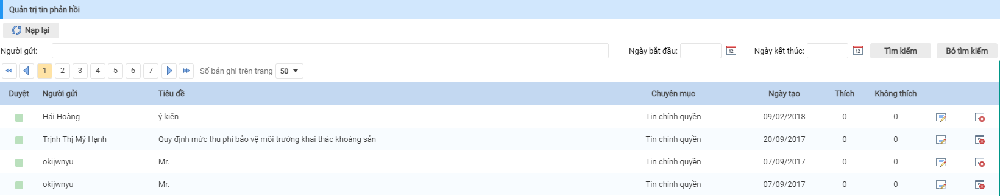 Quản trị tin phản hồi
Nạp lại
Người gửi: Ngày bắt đầu: 12 Ngày kết thúc: 12 Tìm kiếm Bỏ tìm kiếm
1 2 3 4 5 6 7 Số bản ghi trên trang 50
Duyệt Người gửi Tiêu đề Chuyên mục Ngày tạo Thích Không thích
Hải Hoàng ý kiến Tin chính quyền 09/02/2018 0 0
Trịnh Thị Mỹ Hạnh Quy định mức thu phí bảo vệ môi trường khai thác khoáng sản Tin chính quyền 20/09/2017 0 0
okijwnyu Mr. Tin chính quyền 07/09/2017 0 0
okijwnyu Mr. Tin chính quyền 07/09/2017 0 0